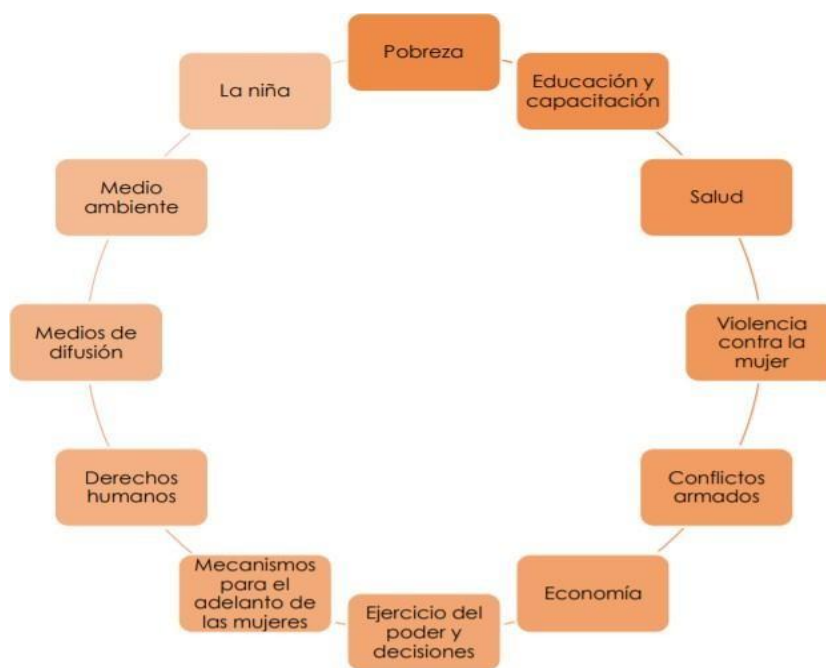 Pobreza
Educación y
capacitación
Salud
Violencia
contra la
mujer
Conflictos
armados
Economía
Ejercicio del
poder y
decisiones
Mecanismos
para el
adelanto de
las mujeres
Derechos
humanos
Medios de
difusión
Medio
ambiente
La niña